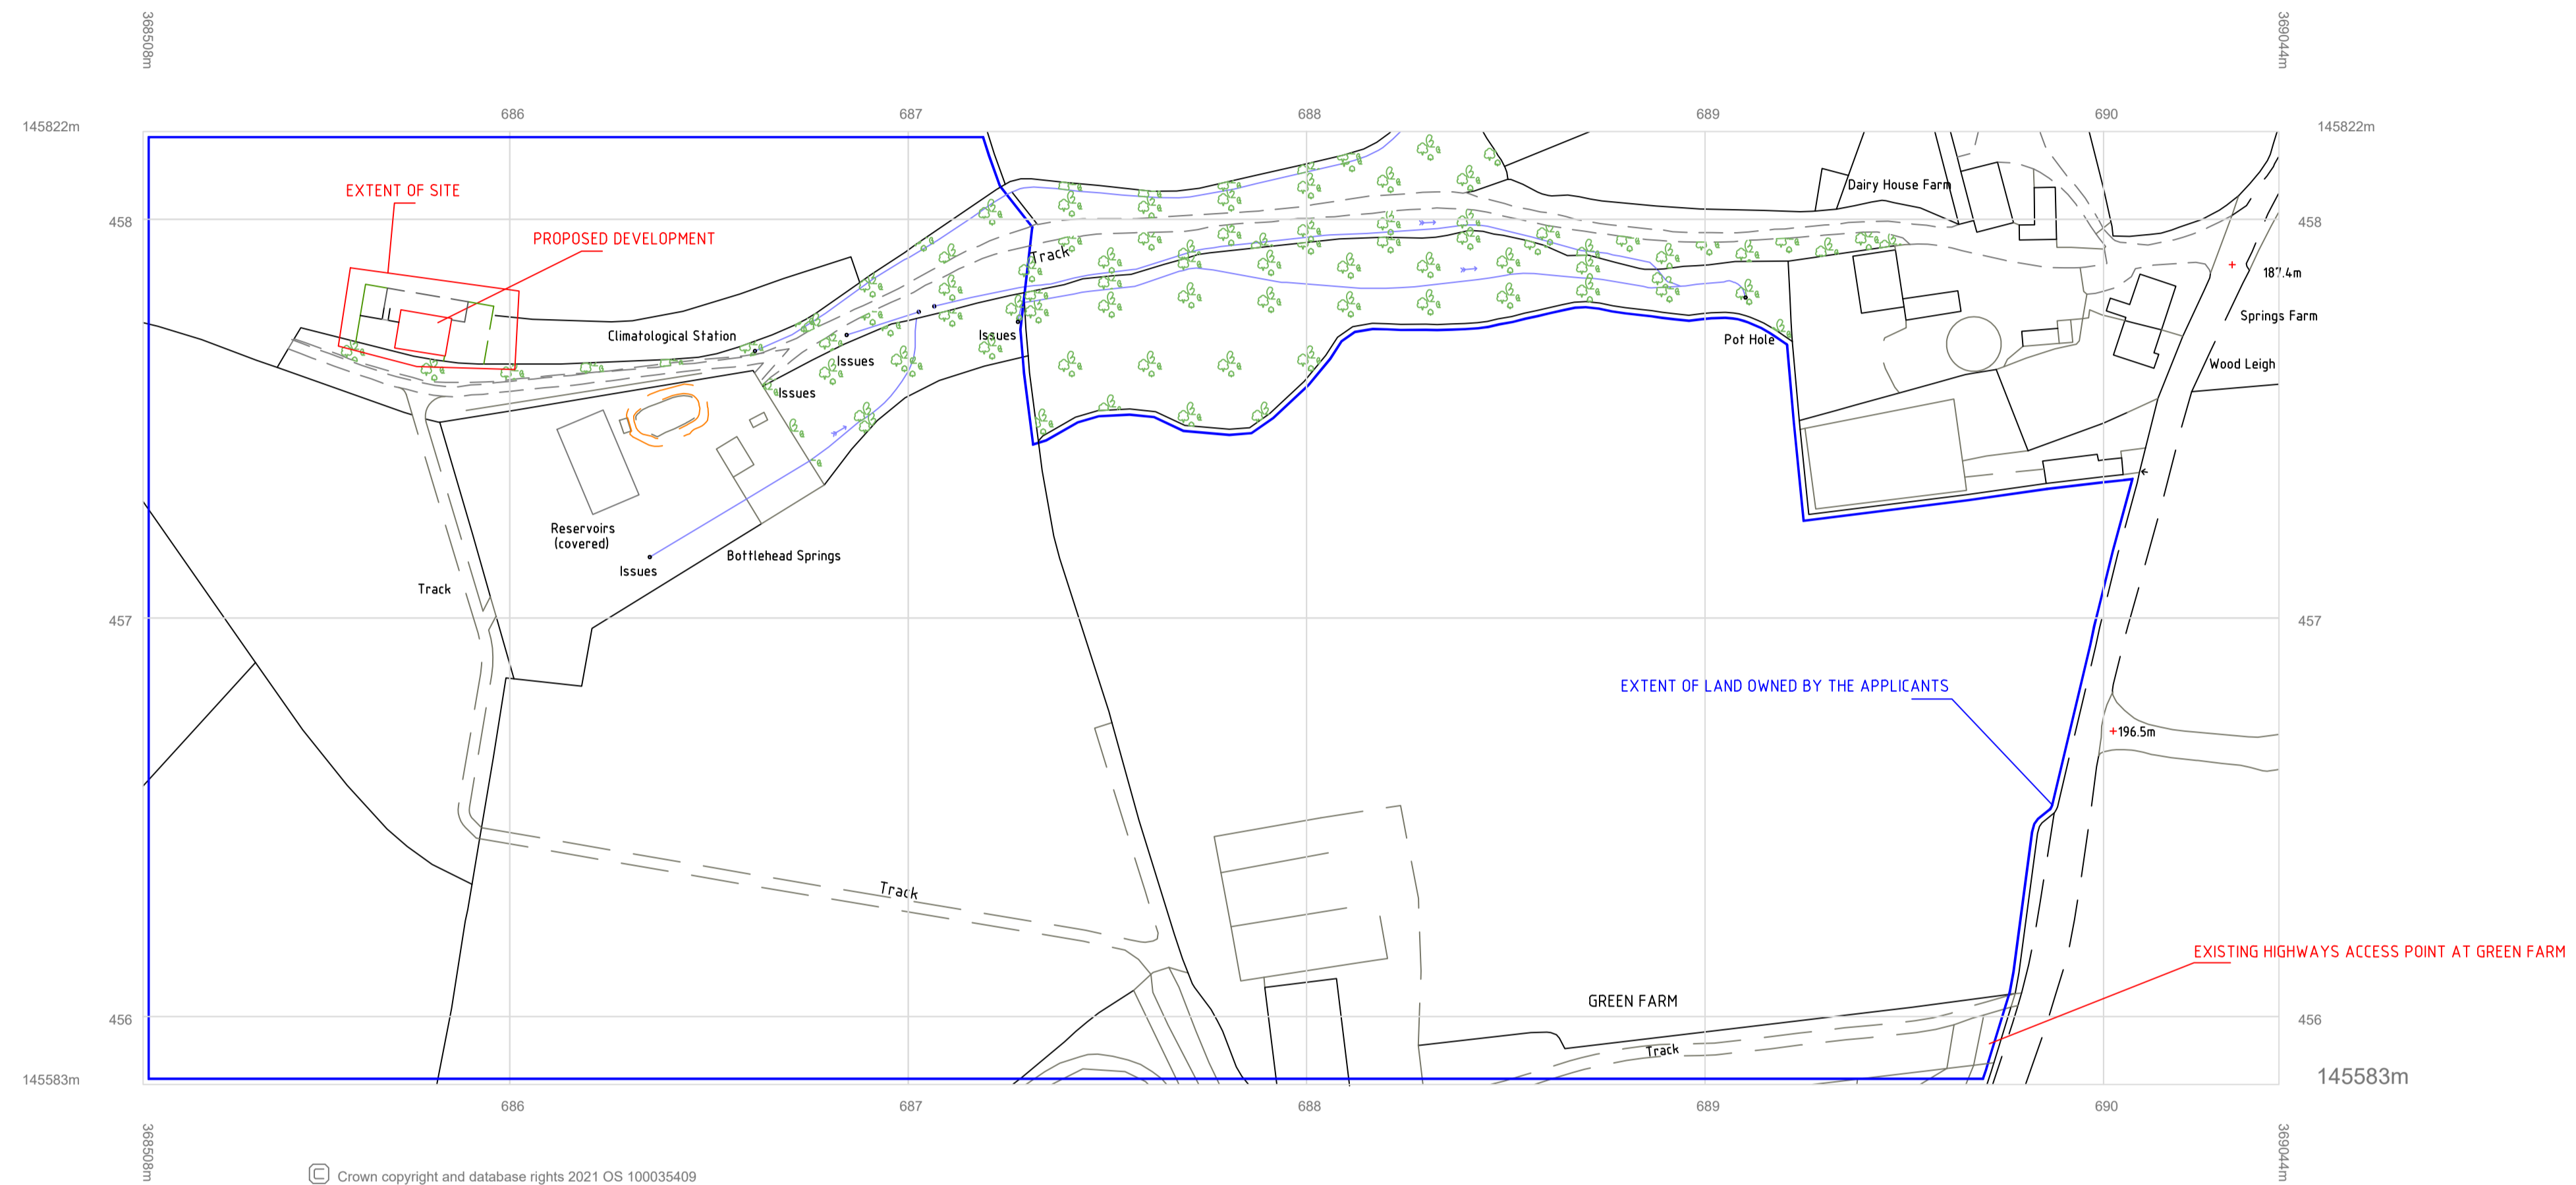 368508m
369044m
686
687
688
689
690
145822m
145822m
EXTENT OF SITE
Dairy House Farm
458
458
PROPOSED DEVELOPMENT
Track
187.4m
Springs Farm
Climatological Station
Issues
Pot Hole
Issues
Wood Leigh
Issues
Reservoirs
(covered)
Bottlehead Springs
Issues
Track
457
457
EXTENT OF LAND OWNED BY THE APPLICANTS
196.5m
Track
EXISTING HIGHWAYS ACCESS POINT AT GREEN FARM
GREEN FARM
456
456
Track
145583m
145583m
686
687
688
689
690
368508m
369044m
© Crown copyright and database rights 2021 OS 100035409